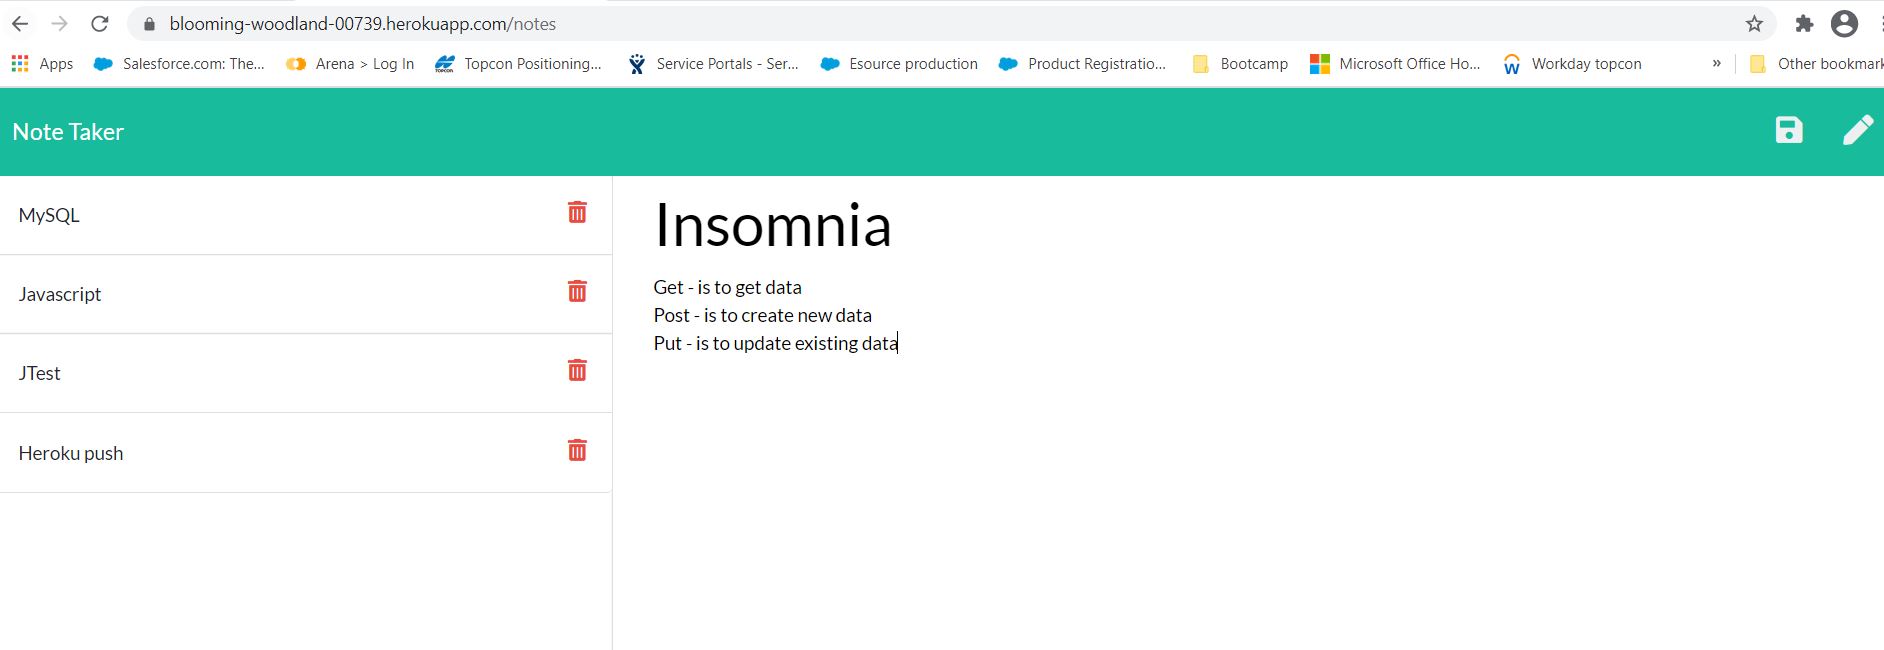 blooming-woodland-00739.herokuapp.com/notes
Apps Salesforce.com: The... Arena > Log In TOPCON Topcon Positioning... Service Portals - Ser... Esource production Product Registratio... Bootcamp Microsoft Office Ho... Workday topcon » Other bookmark
Note Taker
MySQL
Javascript
JTest
Heroku push
Insomnia
Get - is to get data
Post - is to create new data
Put - is to update existing data